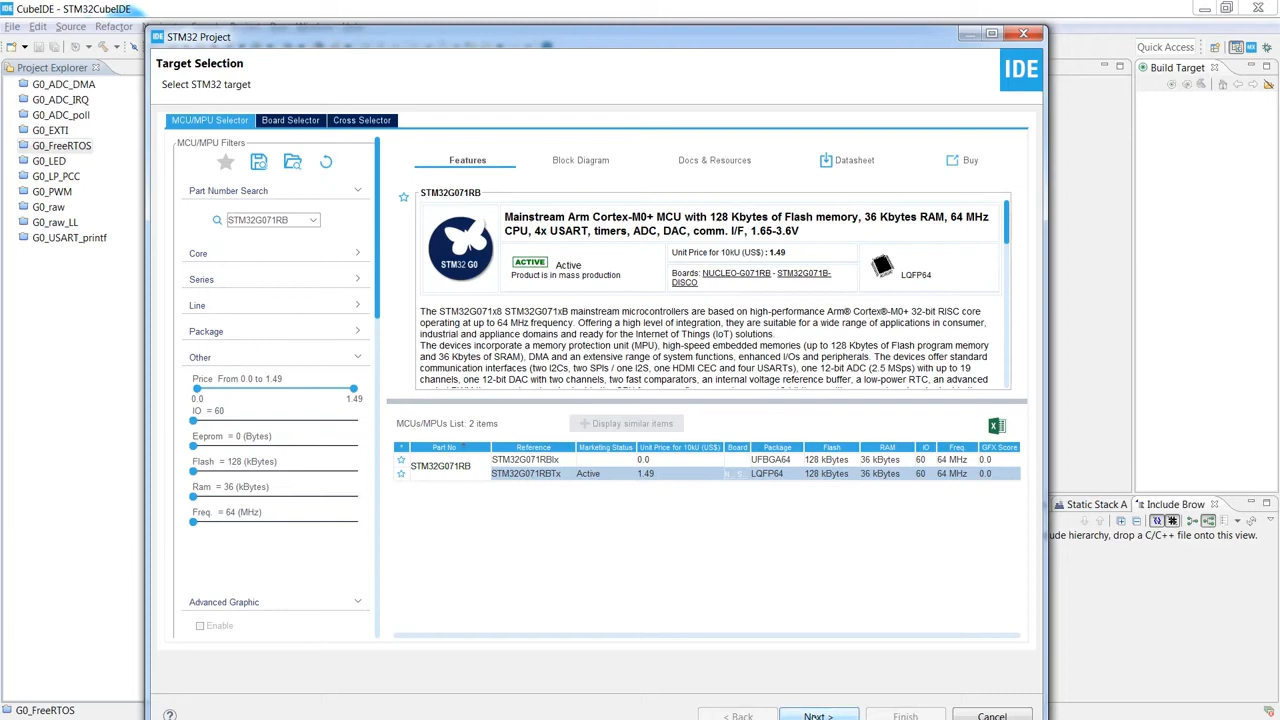 CubeIDE - STM32CubeIDE
File Edit Source Refactor
Quick Access
Project Explorer
G0_ADC_DMA
G0_ADC_IRQ
G0_ADC_poll
G0_EXTI
G0_FreeRTOS
G0_LED
G0_LP_PCC
G0_PWM
G0_raw
G0_raw_LL
G0_USART_printf
G0_FreeRTOS
IDE STM32 Project
Target Selection
Select STM32 target
IDE
MCU/MPU Selector Board Selector Cross Selector
MCU/MPU Filters
Part Number Search
STM32G071RB
Core
Series
Line
Package
Other
Price From 0.0 to 1.49
0.0 1.49
IO = 60
Eeprom = 0 (Bytes)
Flash = 128 (kBytes)
Ram = 36 (kBytes)
Freq. = 64 (MHz)
Advanced Graphic
Enable
Features Block Diagram Docs & Resources Datasheet Buy
STM32G071RB
STM32 G0
Mainstream Arm Cortex-M0+ MCU with 128 Kbytes of Flash memory, 36 Kbytes RAM, 64 MHz
CPU, 4x USART, timers, ADC, DAC, comm. I/F, 1.65-3.6V
ACTIVE Active
Product is in mass production
Unit Price for 10kU (US$) : 1.49
Boards: NUCLEO-G071RB - STM32G071B-
DISCO
LQFP64
The STM32G071x8 STM32G071xB mainstream microcontrollers are based on high-performance Arm® Cortex®-M0+ 32-bit RISC core
operating at up to 64 MHz frequency. Offering a high level of integration, they are suitable for a wide range of applications in consumer,
industrial and appliance domains and ready for the Internet of Things (IoT) solutions.
The devices incorporate a memory protection unit (MPU), high-speed embedded memories (up to 128 Kbytes of Flash program memory
and 36 Kbytes of SRAM), DMA and an extensive range of system functions, enhanced I/Os and peripherals. The devices offer standard
communication interfaces (two I2Cs, two SPIs / one I2S, one HDMI CEC and four USARTs), one 12-bit ADC (2.5 MSps) with up to 19
channels, one 12-bit DAC with two channels, two fast comparators, an internal voltage reference buffer, a low-power RTC, an advanced
MCUs/MPUs List: 2 items
+ Display similar items
* Part No Reference Marketing Status Unit Price for 10kU (US$) Board Package Flash RAM IO Freq. GFX Score
STM32G071RB
STM32G071RBIx 0.0 UFBGA64 128 kBytes 36 kBytes 60 64 MHz 0.0
STM32G071RBTx Active 1.49 LQFP64 128 kBytes 36 kBytes 60 64 MHz 0.0
< Back Next > Finish Cancel
Build Target
Static Stack A Include Brow
ude hierarchy, drop a C/C++ file onto this view.